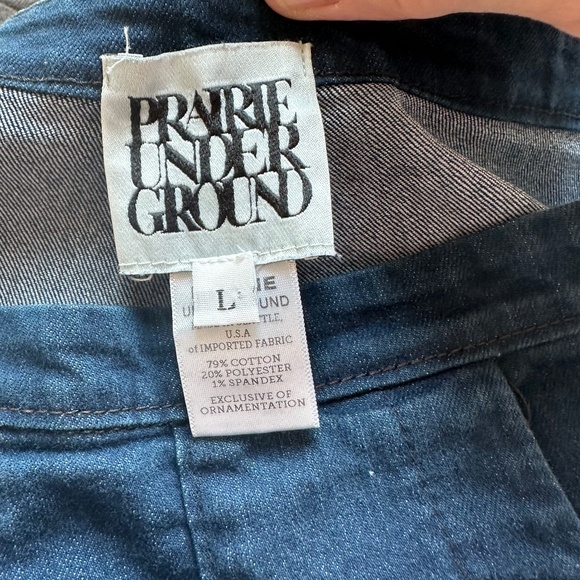 PRAIRIE
UNDER
GROUND
L
U.S.A
of IMPORTED FABRIC
79% COTTON
20% POLYESTER
1% SPANDEX
EXCLUSIVE OF
ORNAMENTATION